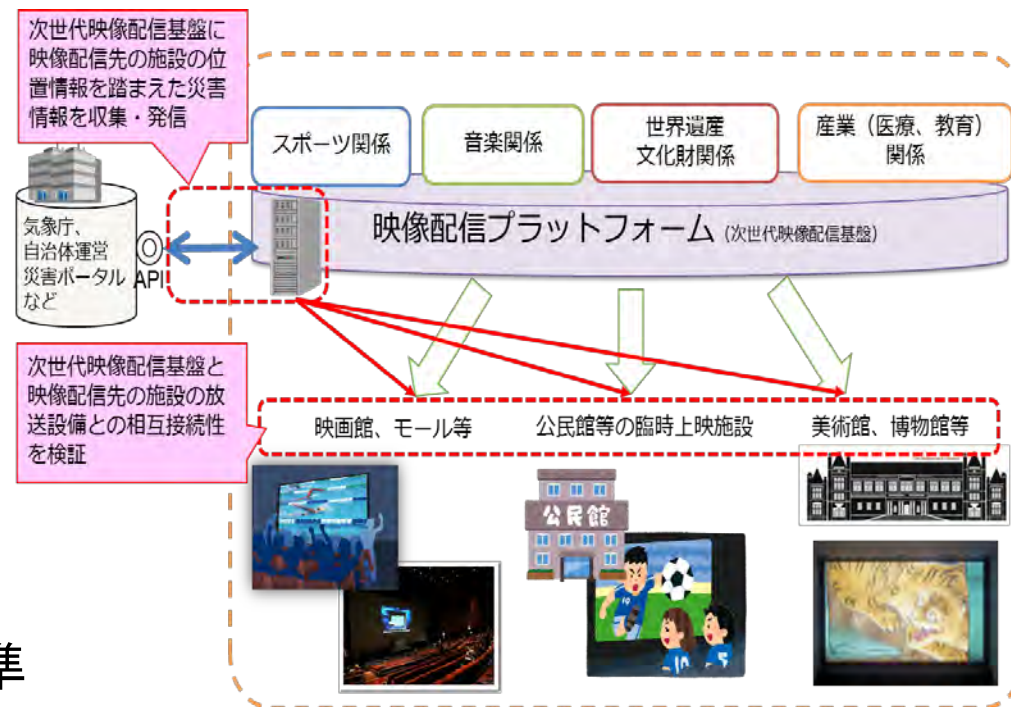 次世代映像配信基盤に
映像配信先の施設の位
置情報を踏まえた災害
情報を収集・発信
スポーツ関係
音楽関係
世界遺産
文化財関係
産業（医療、教育）
関係
映像配信プラットフォーム（次世代映像配信基盤）
気象庁、
自治体運営
災害ポータル
など
API
次世代映像配信基盤と
映像配信先の施設の放
送設備との相互接続性
を検証
映画館、モール等
公民館等の臨時上映施設
美術館、博物館等
公民館
10
10
5
準